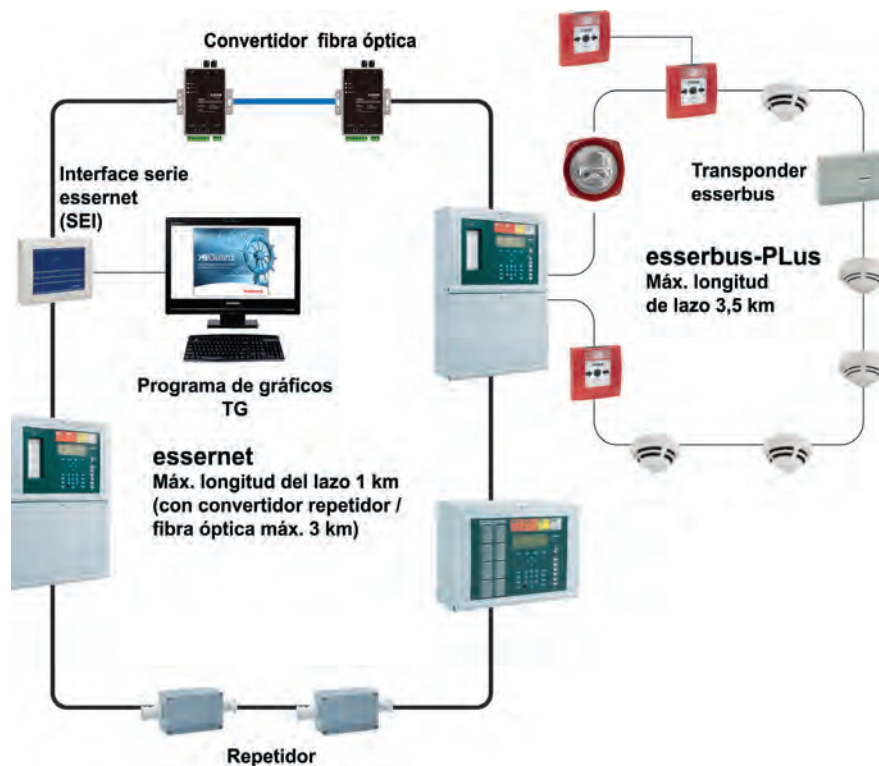 Convertidor fibra óptica
Interface serie
essernet
(SEI)
Transponder
esserbus
esserbus-PLus
Máx. longitud
de lazo 3,5 km
Programa de gráficos
TG
essernet
Máx. longitud del lazo 1 km
(con convertidor repetidor /
fibra óptica máx. 3 km)
Repetidor